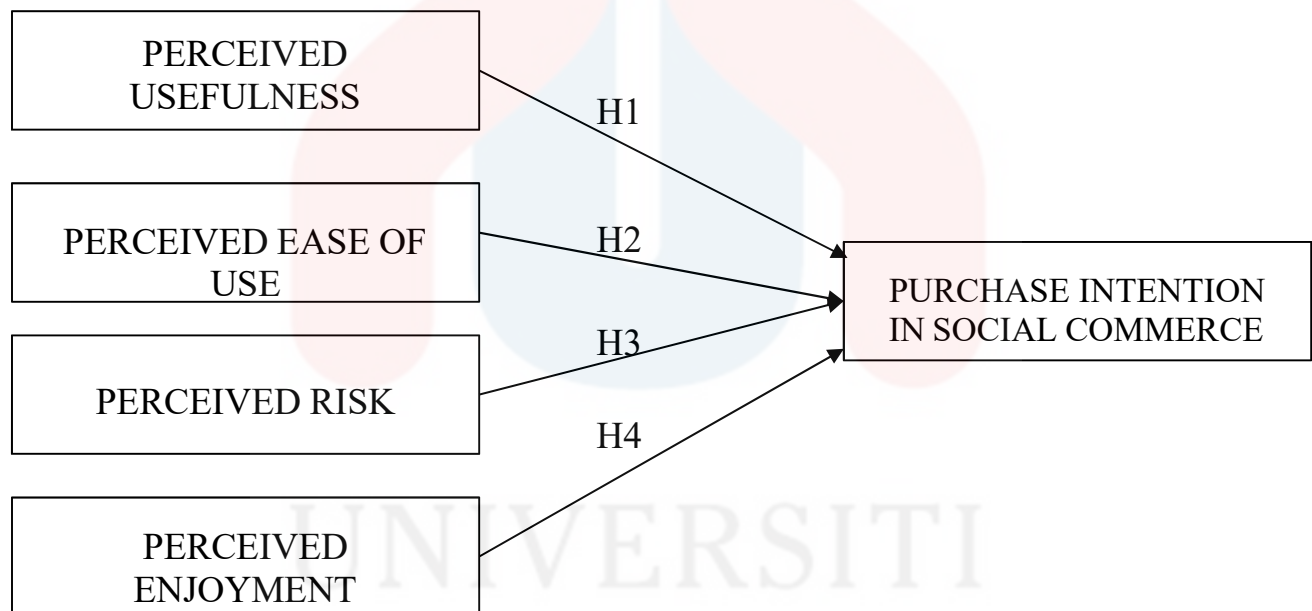 PERCEIVED
USEFULNESS
H1
PERCEIVED EASE OF
USE
H2
PURCHASE INTENTION
IN SOCIAL COMMERCE
PERCEIVED RISK
H3
H4
PERCEIVED
ENJOYMENT
UNIVERSITI